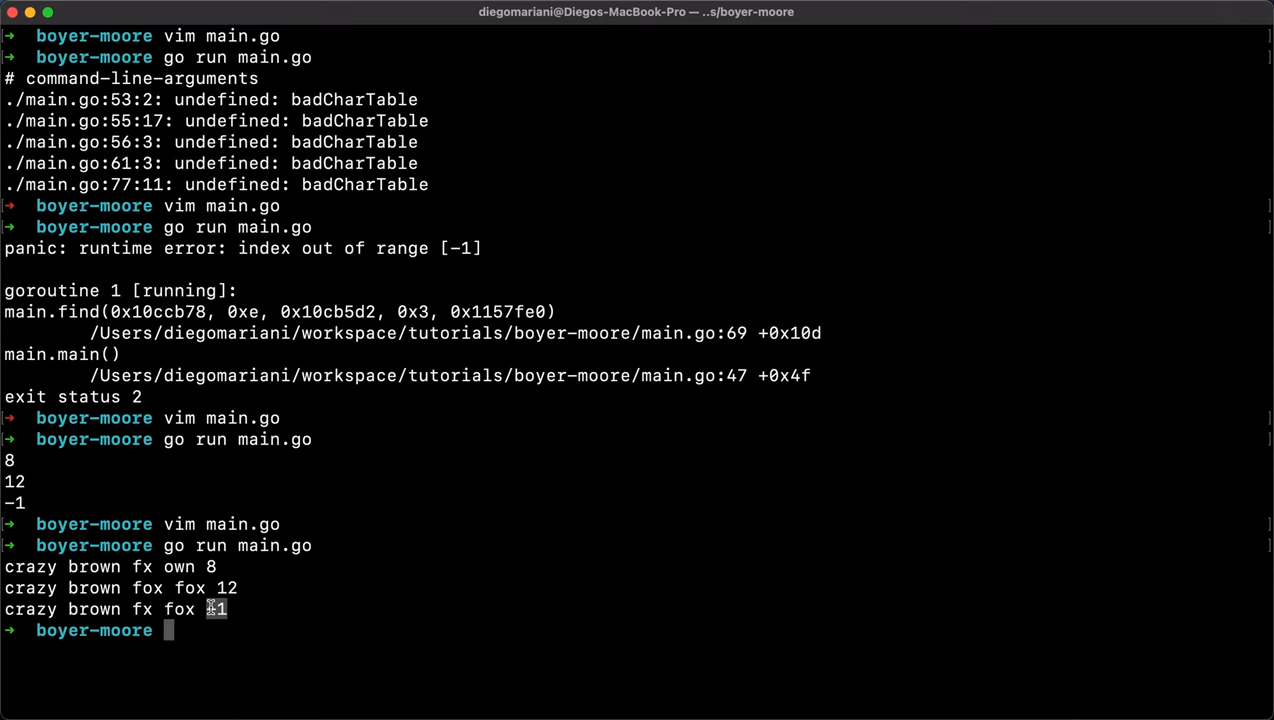 diegomariani@Diegos-MacBook-Pro — ..s/boyer-moore
➜ boyer-moore vim main.go
➜ boyer-moore go run main.go
# command-line-arguments
./main.go:53:2: undefined: badCharTable
./main.go:55:17: undefined: badCharTable
./main.go:56:3: undefined: badCharTable
./main.go:61:3: undefined: badCharTable
./main.go:77:11: undefined: badCharTable
➜ boyer-moore vim main.go
➜ boyer-moore go run main.go
panic: runtime error: index out of range [-1]
goroutine 1 [running]:
main.find(0x10ccb78, 0xe, 0x10cb5d2, 0x3, 0x1157fe0)
/Users/diegomariani/workspace/tutorials/boyer-moore/main.go:69 +0x10d
main.main()
/Users/diegomariani/workspace/tutorials/boyer-moore/main.go:47 +0x4f
exit status 2
➜ boyer-moore vim main.go
➜ boyer-moore go run main.go
8
12
-1
➜ boyer-moore vim main.go
➜ boyer-moore go run main.go
crazy brown fx own 8
crazy brown fox fox 12
crazy brown fx fox -1
➜ boyer-moore